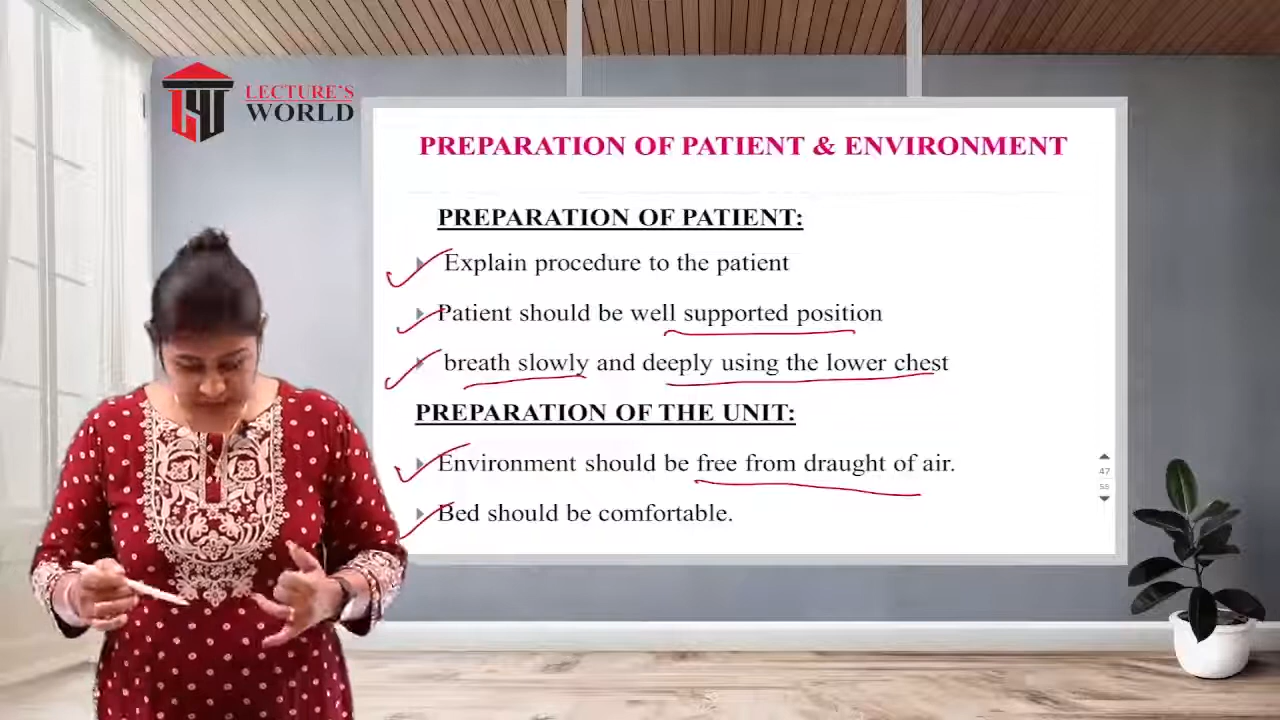 LECTURE'S
WORLD
PREPARATION OF PATIENT & ENVIRONMENT
PREPARATION OF PATIENT:
Explain procedure to the patient
Patient should be well supported position
breath slowly and deeply using the lower chest
PREPARATION OF THE UNIT:
Environment should be free from draught of air.
Bed should be comfortable.
47
55